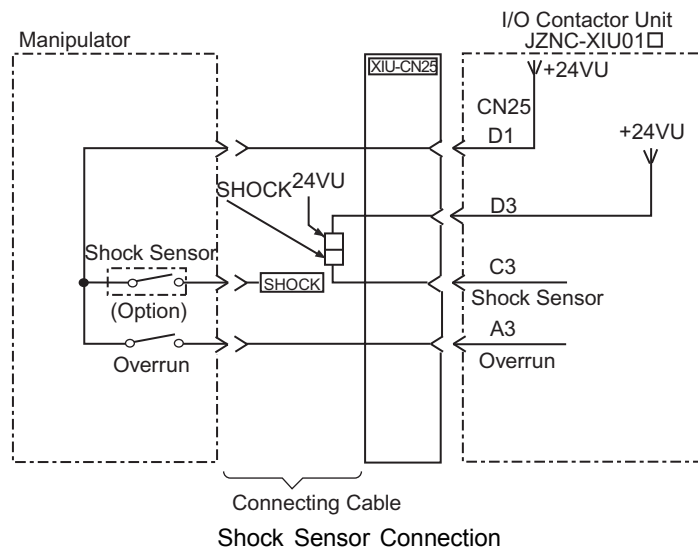 I/O Contactor Unit
JZNC-XIU01□
Manipulator
XIU-CN25
+24VU
CN25
D1
+24VU
SHOCK
24VU
D3
Shock Sensor
SHOCK
C3
Shock Sensor
(Option)
A3
Overrun
Overrun
Connecting Cable
Shock Sensor Connection